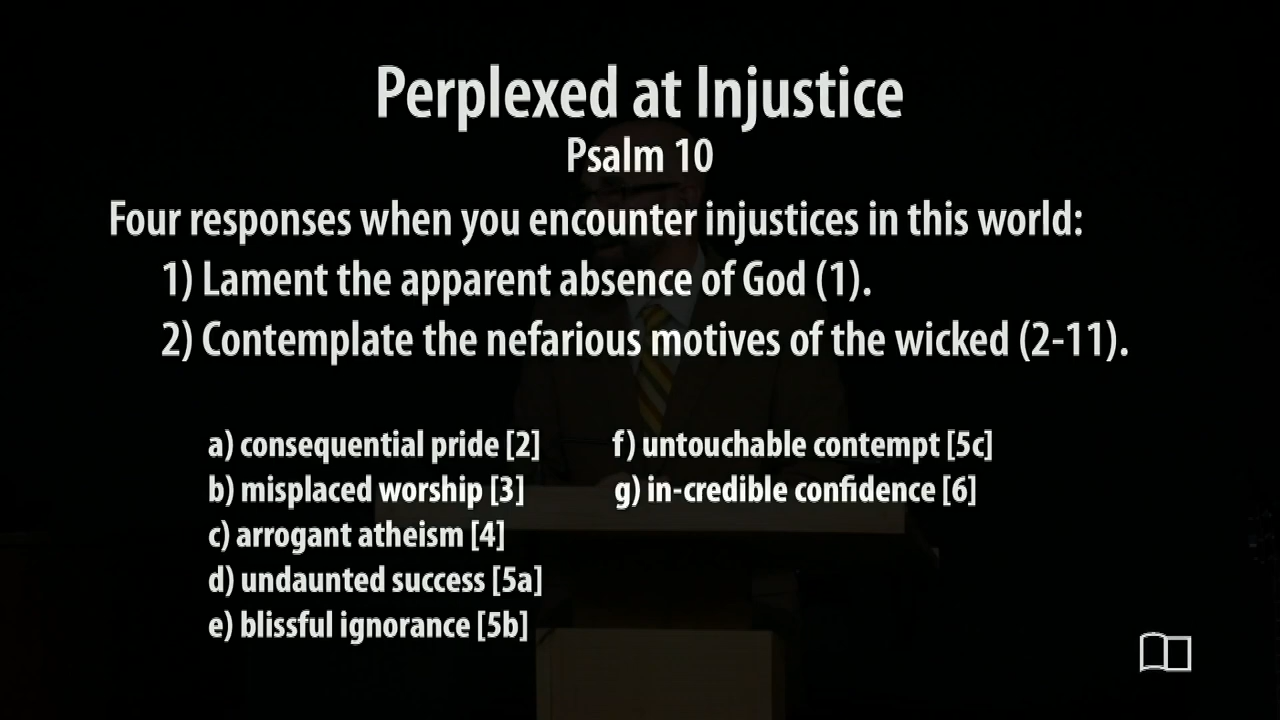 Perplexed at Injustice
Psalm 10
Four responses when you encounter injustices in this world:
1) Lament the apparent absence of God (1).
2) Contemplate the nefarious motives of the wicked (2-11).
a) consequential pride [2]
b) misplaced worship [3]
c) arrogant atheism [4]
d) undaunted success [5a]
e) blissful ignorance [5b]
f) untouchable contempt [5c]
g) in-credible confidence [6]